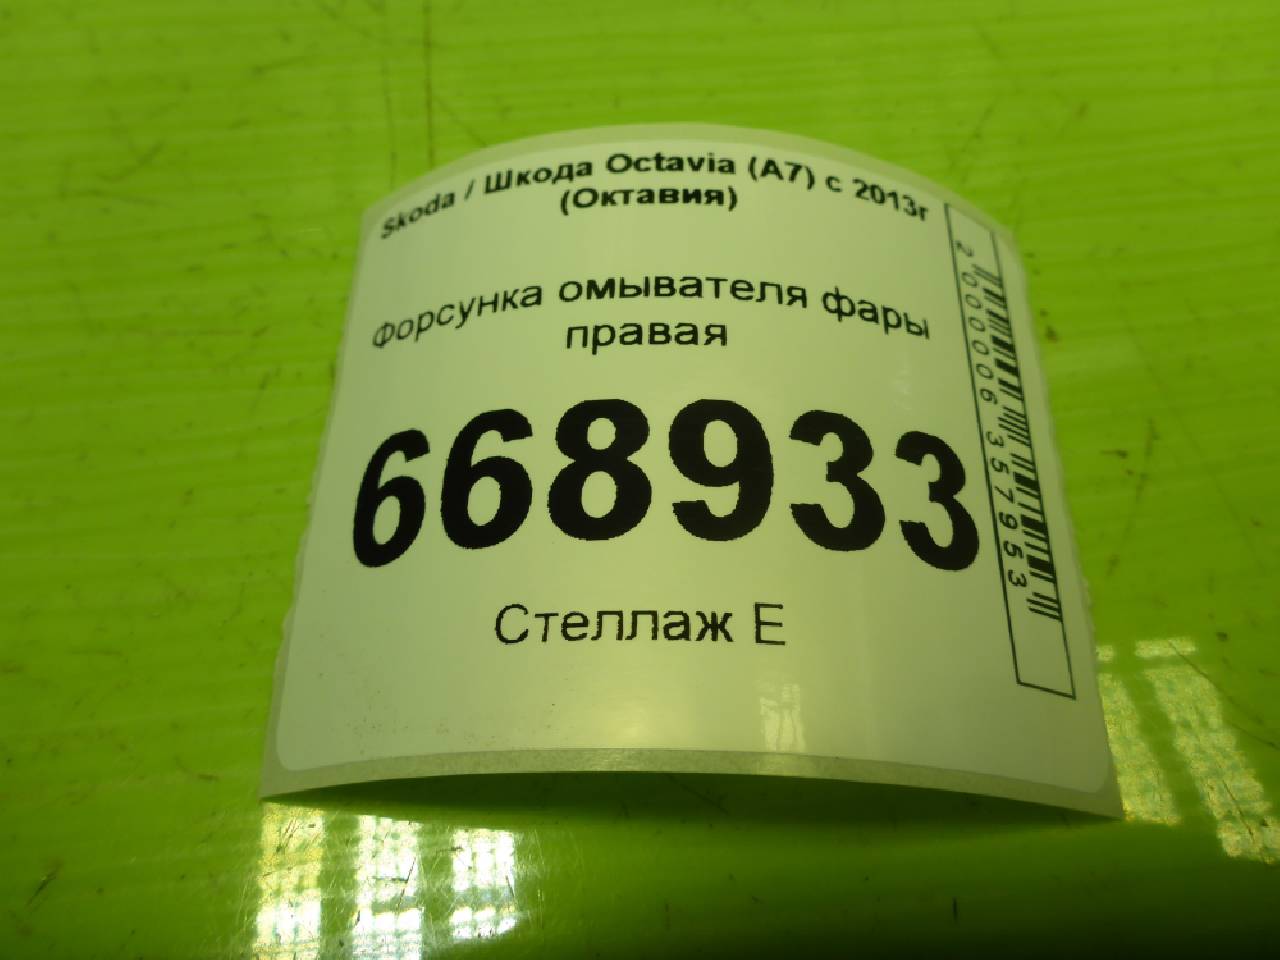 Skoda / Шкода Octavia (A7) с 2013г
(Октавия)
Форсунка омывателя фары
правая
668933
Стеллаж Е
2000006357953